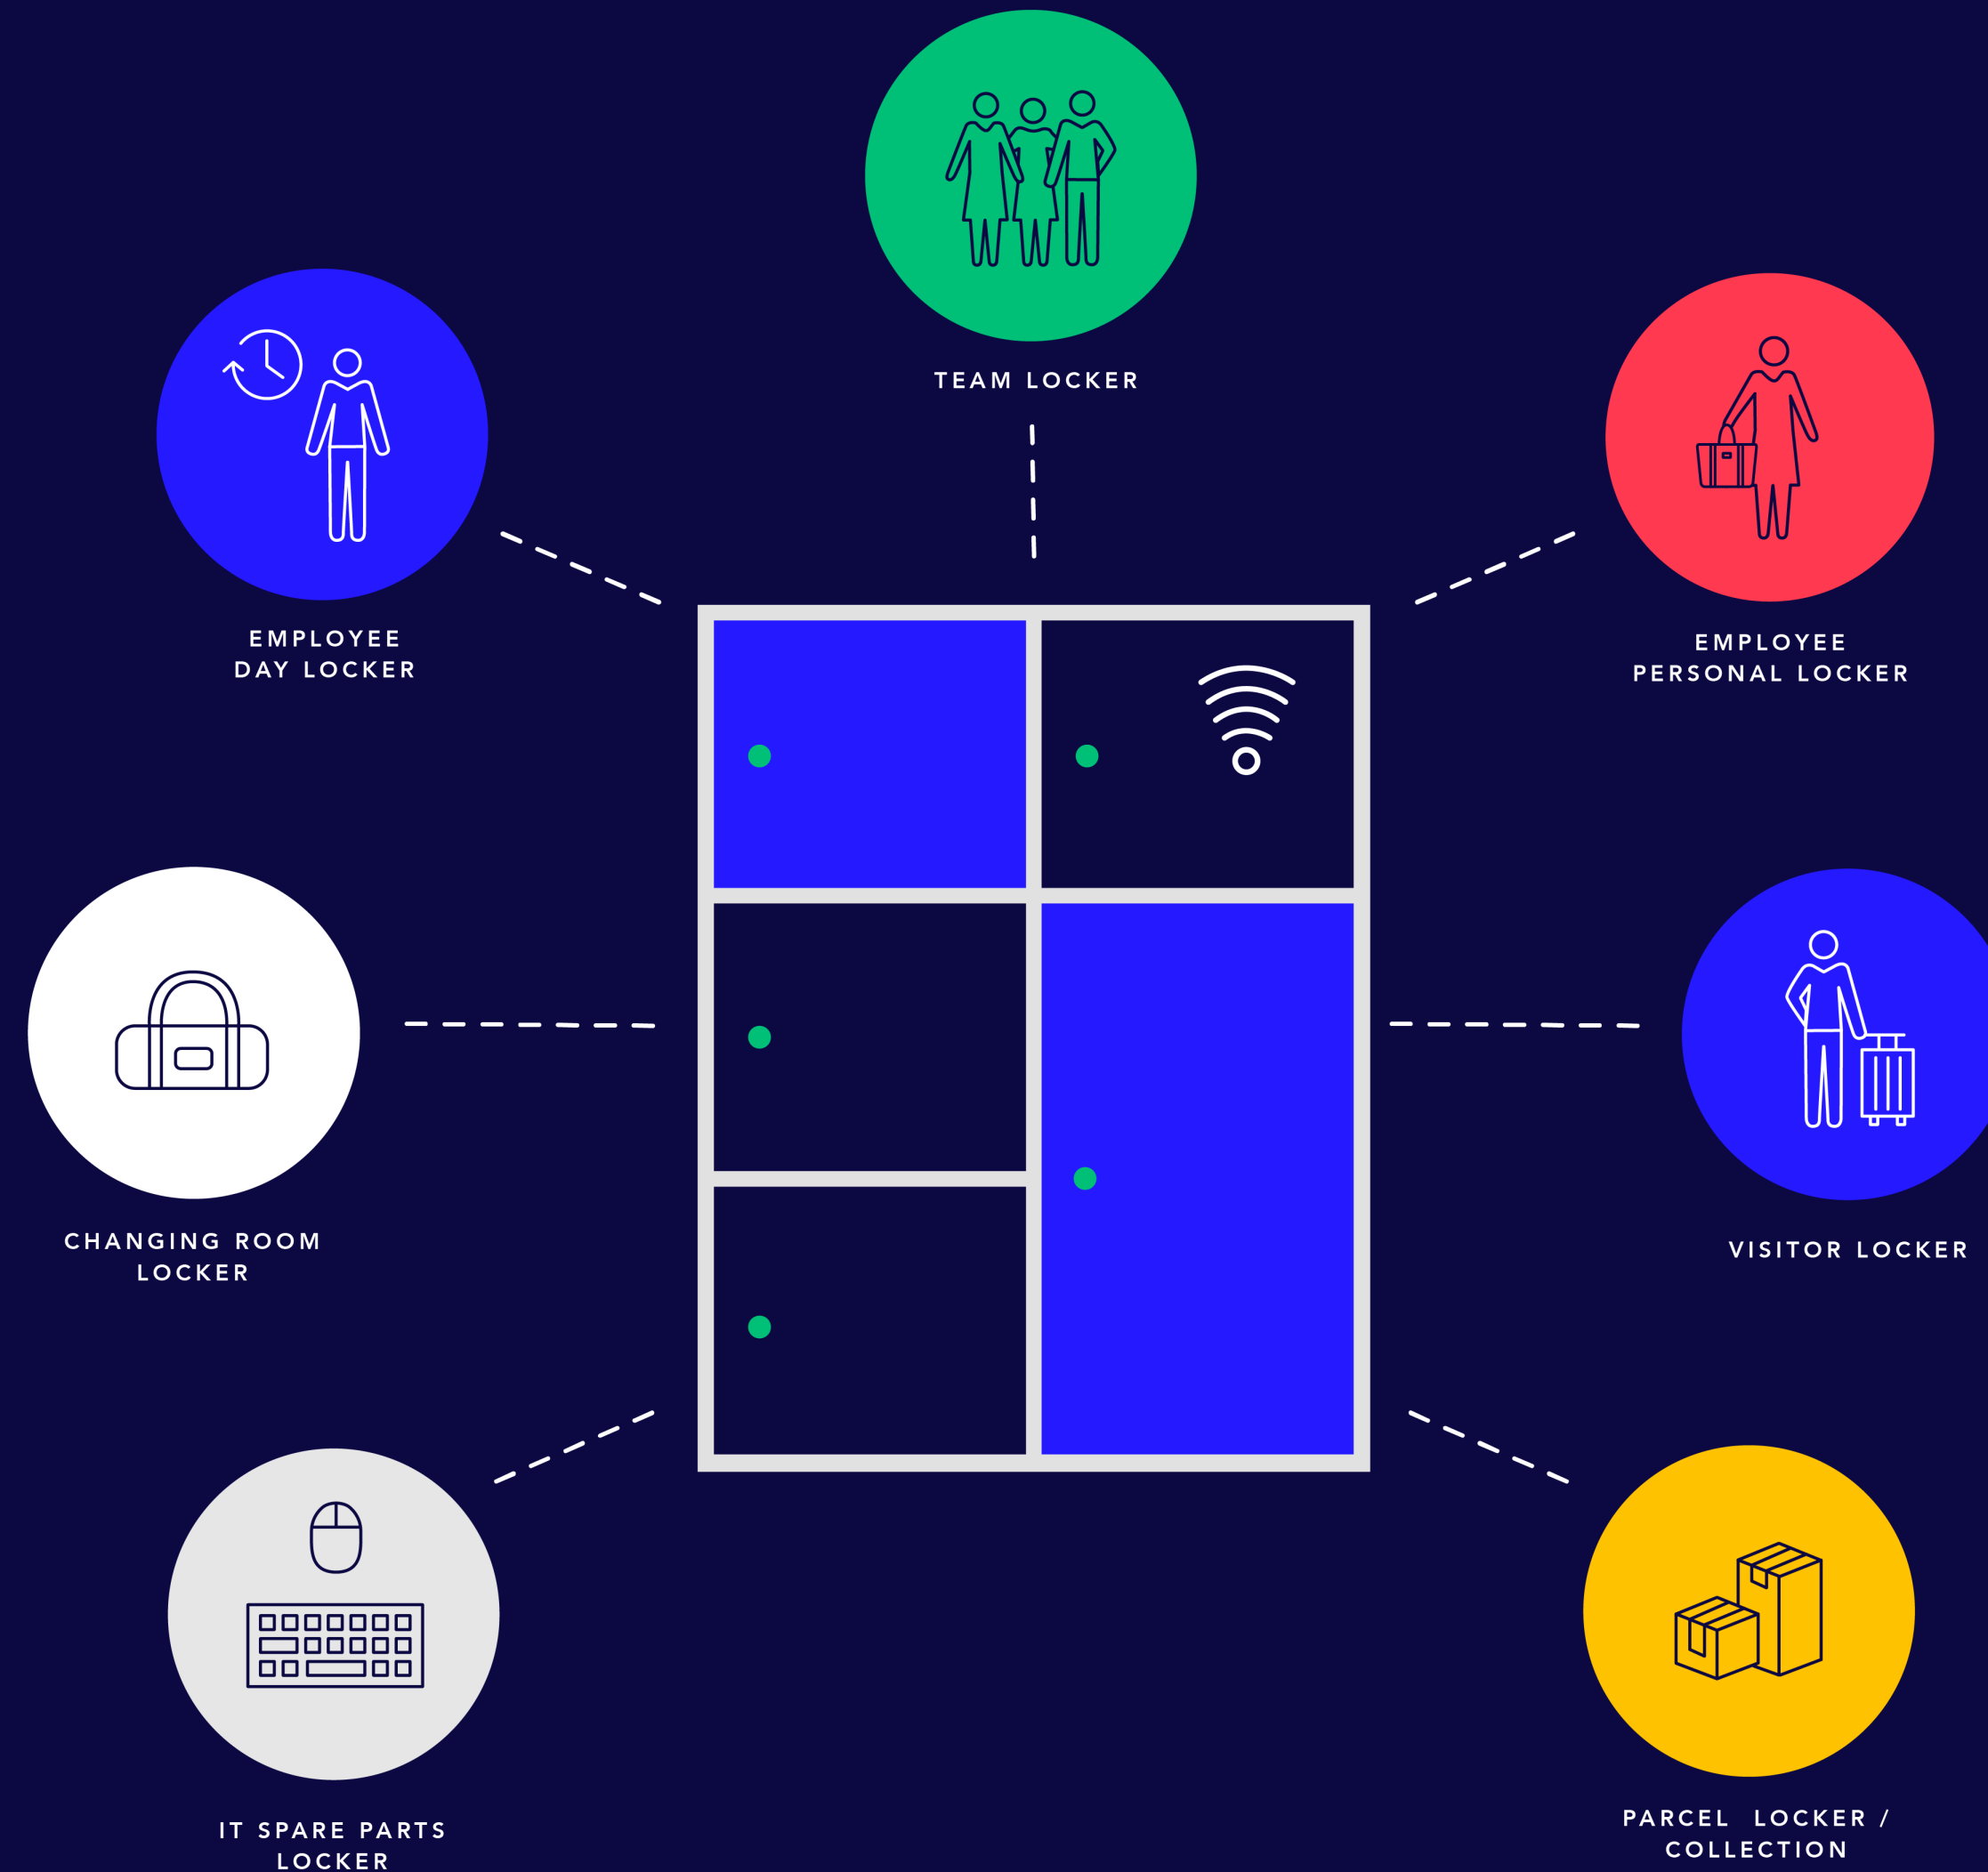 TEAM LOCKER
EMPLOYEE
DAY LOCKER
EMPLOYEE
PERSONAL LOCKER
CHANGING ROOM
LOCKER
VISITOR LOCKER
IT SPARE PARTS
LOCKER
PARCEL LOCKER /
COLLECTION